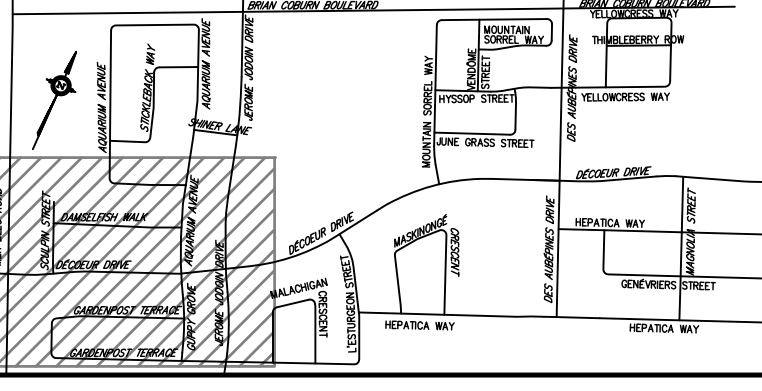 BRIAN COBURN BOULEVARD
BRIAN COBURN BOULEVARD
YELLOWCRESS WAY
MOUNTAIN
SORREL WAY
THIMBLEBERRY ROW
AQUARIUM AVENUE
STICKLEBACK WAY
AQUARIUM AVENUE
JEROME JODOIN DRIVE
MOUNTAIN SORREL WAY
VENDÔME
STREET
DES AUBÉPINES DRIVE
N
HYSSOP STREET
YELLOWCRESS WAY
SHINER LANE
JUNE GRASS STREET
DÉCOEUR DRIVE
SCULPIN STREET
DAMSELFISH WALK
AQUARIUM AVENUE
DÉCOEUR DRIVE
MASKINONGÉ
CRESCENT
DES AUBÉPINES DRIVE
HEPATICA WAY
MAGNOLIA STREET
DÉCOEUR DRIVE
JEROME JODOIN DRIVE
GENÉVRIERS STREET
MALACHIGAN
CRESCENT
L'ESTURGEON STREET
GARDENPOST TERRACE
GUPPY GROVE
HEPATICA WAY
HEPATICA WAY
GARDENPOST TERRACE